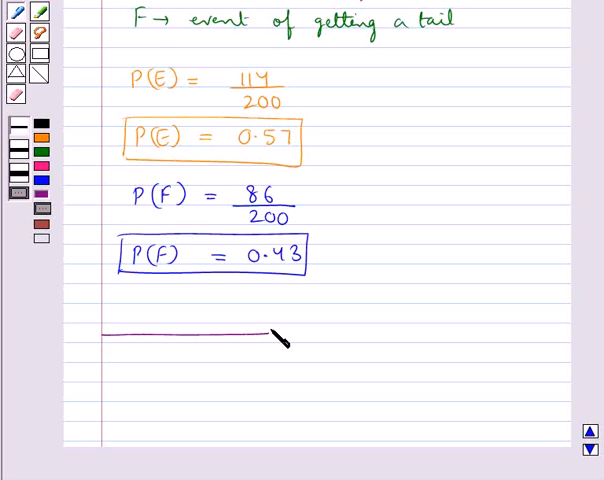 F → event of getting a tail
P(E) = 114/200
P(E) = 0.57
P(F) = 86/200
P(F) = 0.43